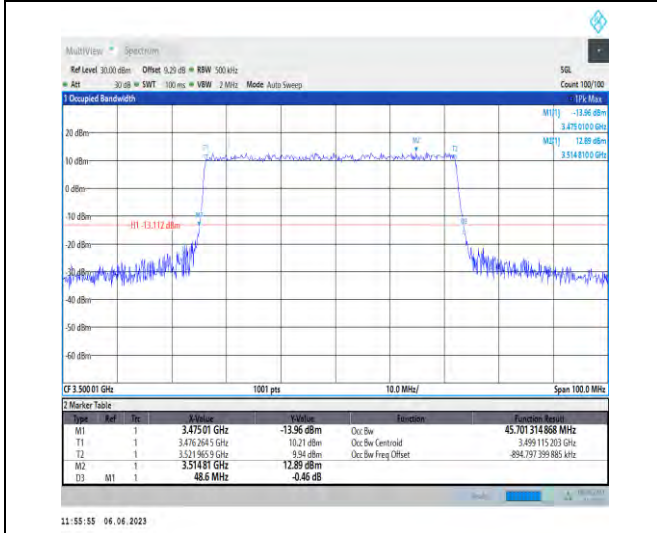 MultiView Spectrum
Ref Level 30.00 dBm Offset 9.29 dB RBW 500 kHz SGL
Att 30 dB SWT 100 ms VBW 2 MHz Mode Auto Sweep Count 100/100
1 Occupied Bandwidth 1Pk Max
M1[1] -13.96 dBm
3.475 010 0 GHz
M2[1] 12.89 dBm
3.514 810 0 GHz
20 dBm
M2
T2
10 dBm
0 dBm
-10 dBm
H1 -13.112 dBm
-20 dBm
-30 dBm
-40 dBm
-50 dBm
-60 dBm
CF 3.500 01 GHz 1001 pts 10.0 MHz/ Span 100.0 MHz
2 Marker Table
Type Ref Trc X-Value Y-Value Function Function Result
M1 1 3.475 01 GHz -13.96 dBm Occ Bw 45.701 314 868 MHz
T1 1 3.476 264 5 GHz 10.21 dBm Occ Bw Centroid 3.499 115 203 GHz
T2 1 3.521 965 9 GHz 9.94 dBm Occ Bw Freq Offset -894.797 399 885 kHz
M2 1 3.514 81 GHz 12.89 dBm
D3 M1 1 48.6 MHz -0.46 dB
11:55:55 06.06.2023